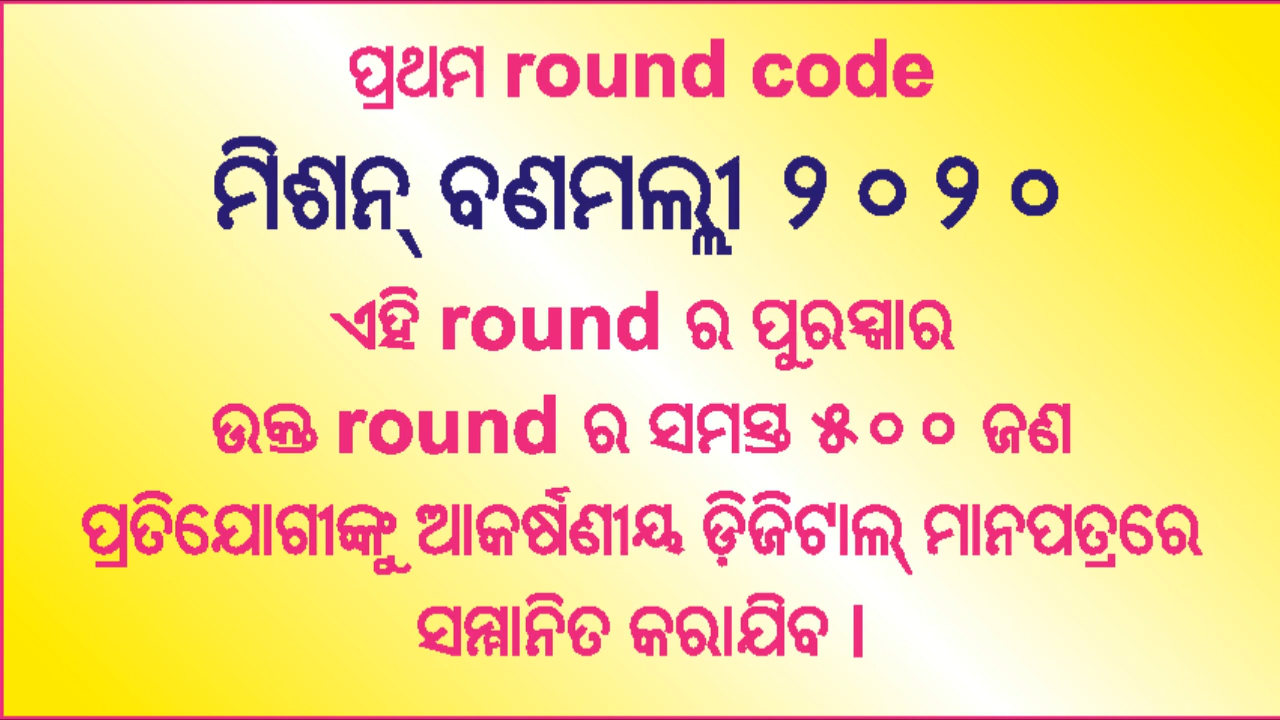 ପ୍ରଥମ round code
ମିଶନ୍ ବଣମଲ୍ଲୀ ୨୦୨୦
ଏହି round ର ପୁରସ୍କାର
ଉକ୍ତ round ର ସମସ୍ତ ୫୦୦ ଜଣ
ପ୍ରତିଯୋଗୀଙ୍କୁ ଆକର୍ଷଣୀୟ ଡ଼ିଜିଟାଲ୍ ମାନପତ୍ରରେ
ସମ୍ମାନିତ କରାଯିବ ।